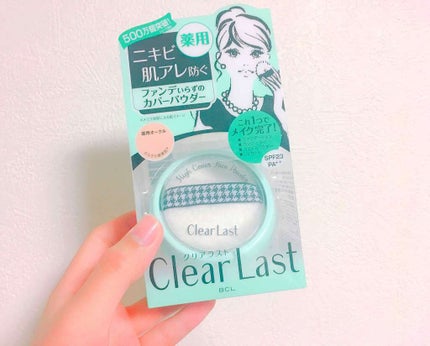 500万個突破!
薬用
ニキビ
肌アレ防ぐ
ファンデいらずの
カバーパウダー
薬用オークル
これ1つで
メイク完了!
SPF23
PA++
High Cover Face Powder
ClearLast
クリアラスト
ClearLast
BCL